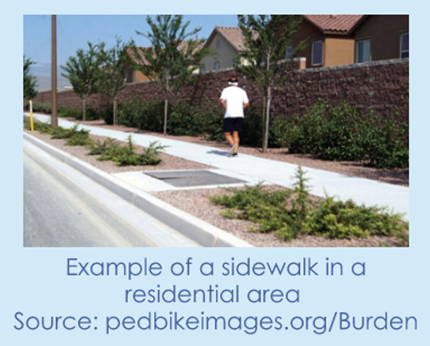 Example of a sidewalk in a
residential area
Source: pedbikeimages.org/Burden